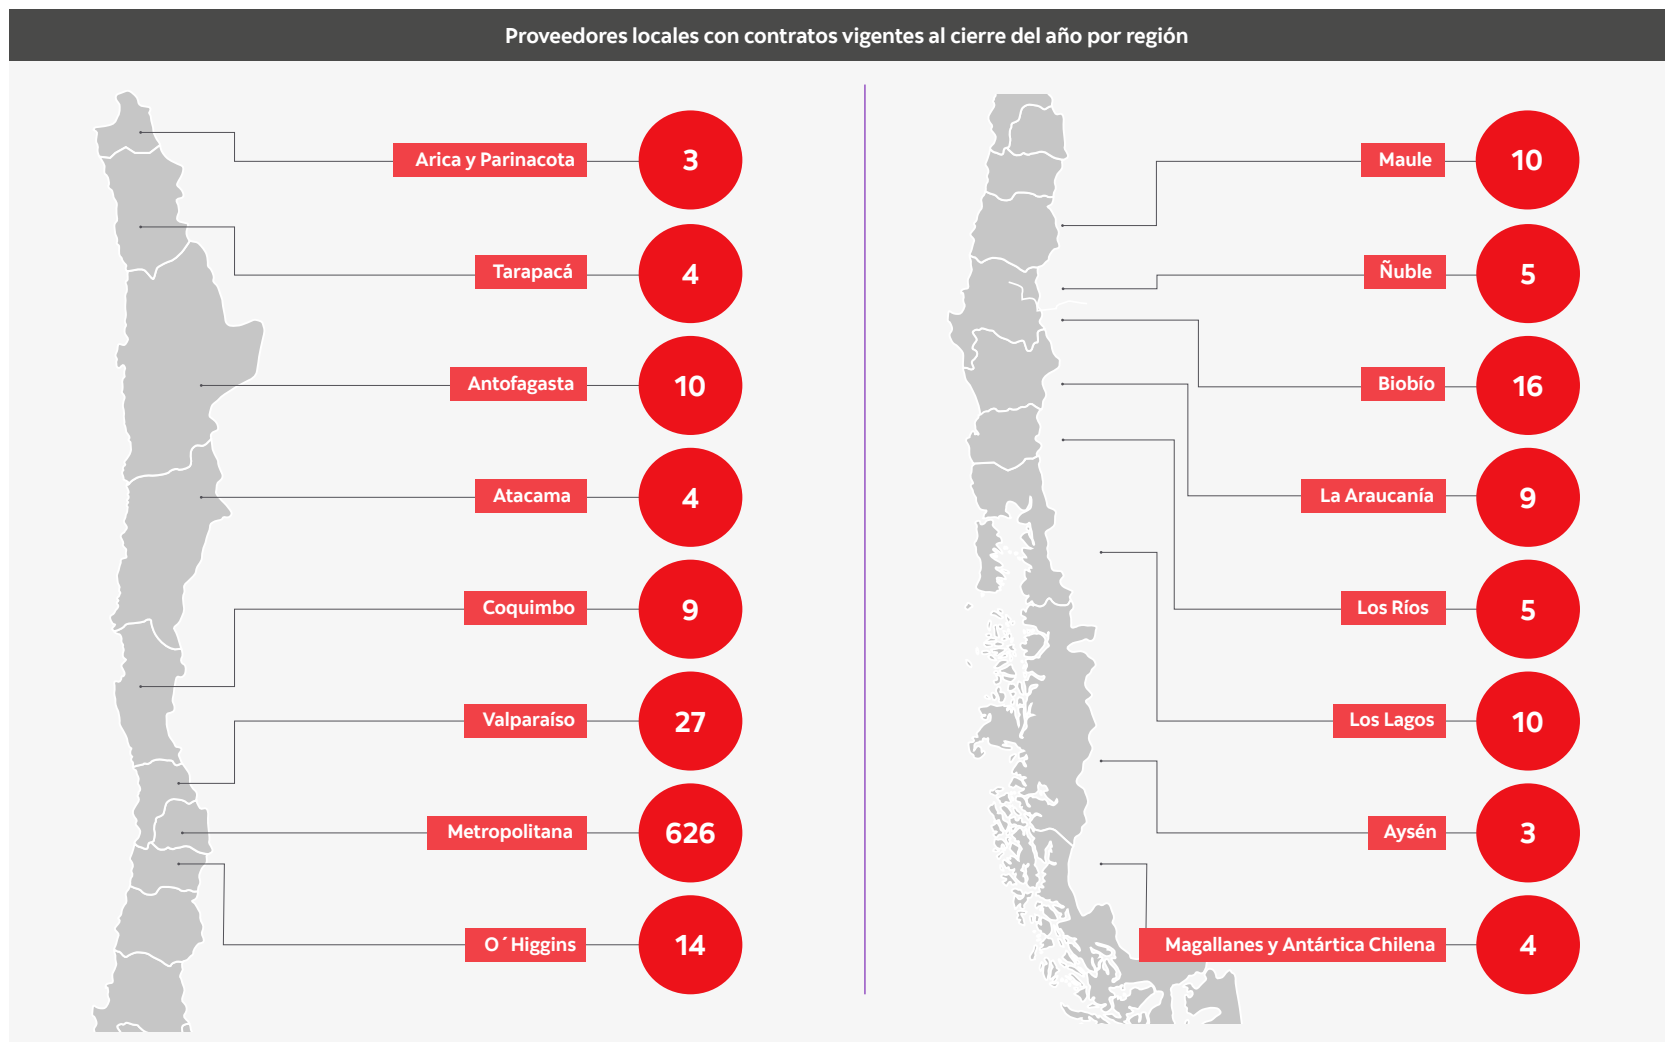 Proveedores locales con contratos vigentes al cierre del año por región
Arica y Parinacota 3
Tarapacá 4
Antofagasta 10
Atacama 4
Coquimbo 9
Valparaíso 27
Metropolitana 626
O´Higgins 14
Maule 10
Ñuble 5
Biobío 16
La Araucanía 9
Los Ríos 5
Los Lagos 10
Aysén 3
Magallanes y Antártica Chilena 4